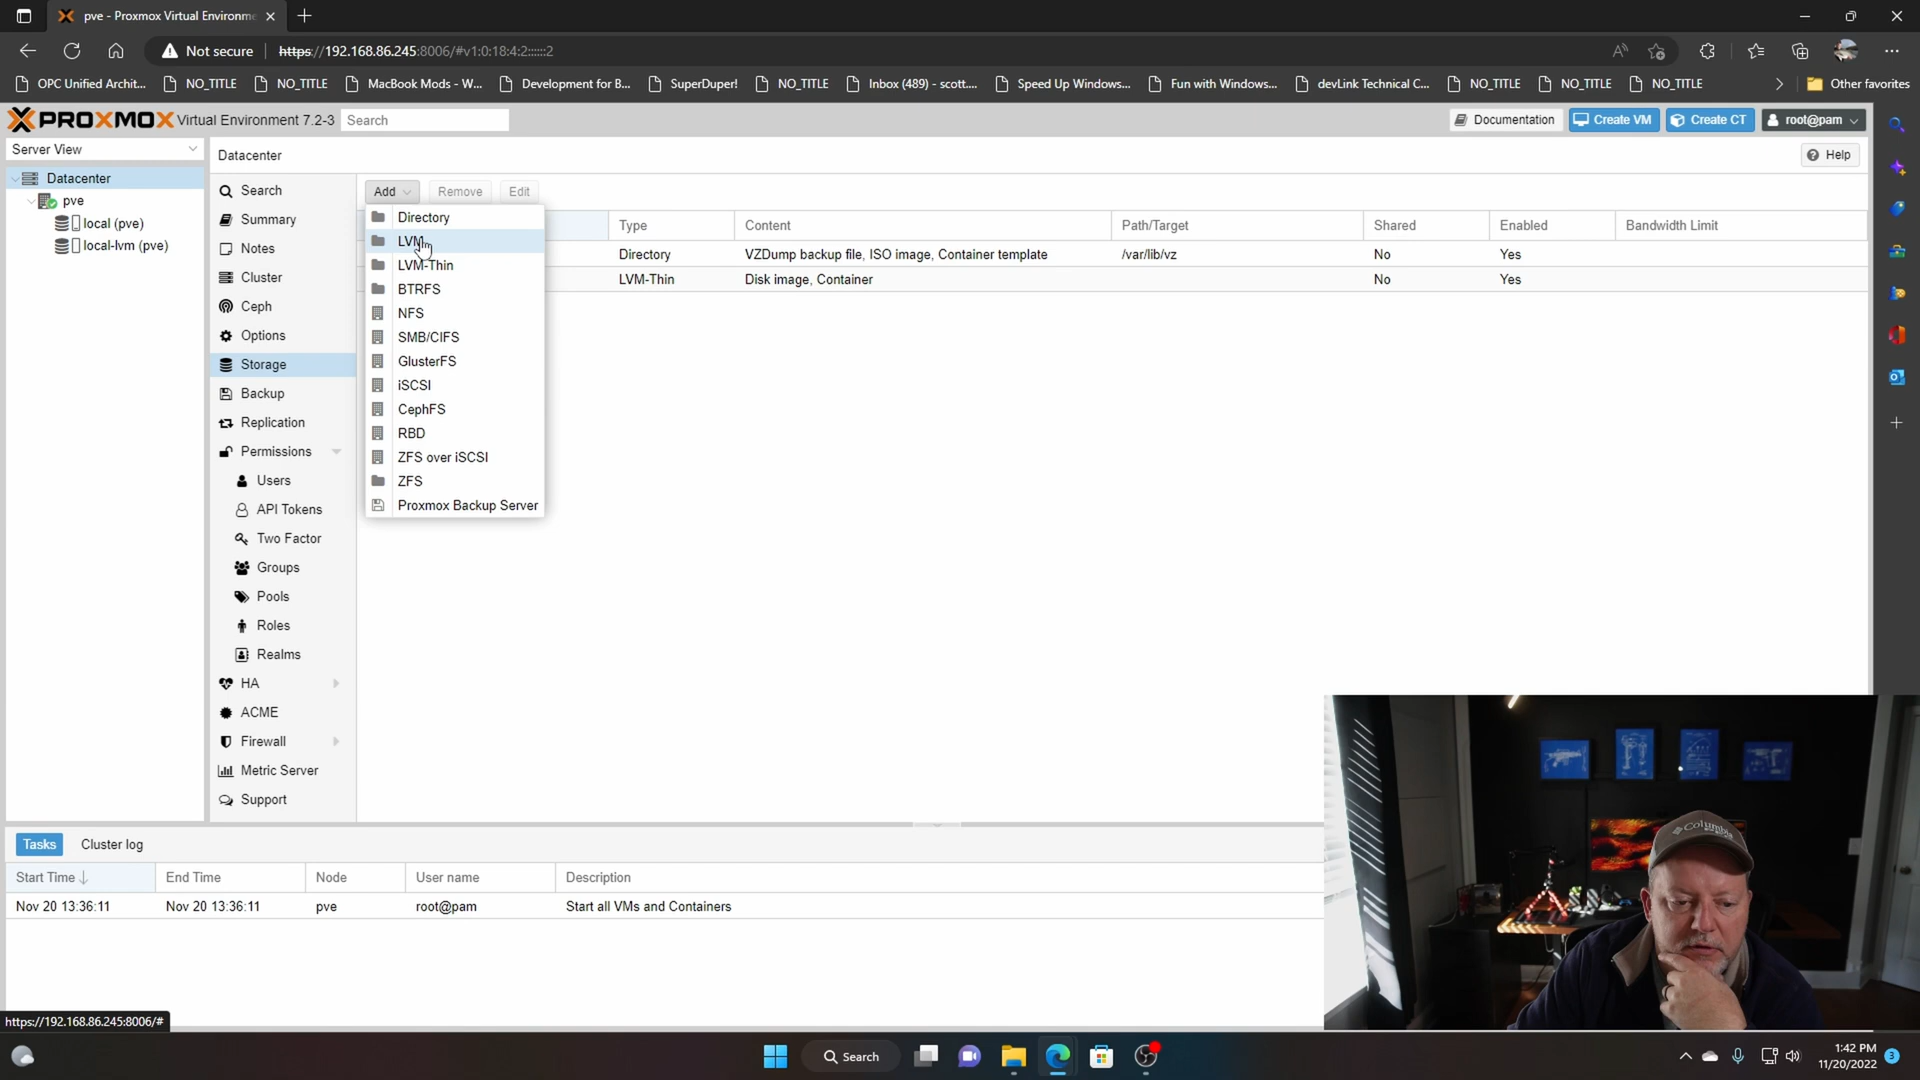 pve - Proxmox Virtual Environme
Not secure
https://192.168.86.245:8006/#v1:0:18:4:2::::::2
OPC Unified Archit...
NO_TITLE
NO_TITLE
MacBook Mods - W...
Development for B...
SuperDuper!
NO_TITLE
Inbox (489) - scott....
Speed Up Windows...
Fun with Windows...
devLink Technical C...
NO_TITLE
NO_TITLE
NO_TITLE
Other favorites
PROXMOX Virtual Environment 7.2-3
Search
Documentation
Create VM
Create CT
root@pam
Server View
Datacenter
pve
local (pve)
local-lvm (pve)
Datacenter
Help
Search
Summary
Notes
Cluster
Ceph
Options
Storage
Backup
Replication
Permissions
Users
API Tokens
Two Factor
Groups
Pools
Roles
Realms
HA
ACME
Firewall
Metric Server
Support
Add
Remove
Edit
Directory
LVM
LVM-Thin
BTRFS
NFS
SMB/CIFS
GlusterFS
iSCSI
CephFS
RBD
ZFS over iSCSI
ZFS
Proxmox Backup Server
Type Content Path/Target Shared Enabled Bandwidth Limit
Directory VZDump backup file, ISO image, Container template /var/lib/vz No Yes
LVM-Thin Disk image, Container No Yes
Tasks
Cluster log
Start Time End Time Node User name Description
Nov 20 13:36:11 Nov 20 13:36:11 pve root@pam Start all VMs and Containers
Columbia
https://192.168.86.245:8006/#
Search
1:42 PM
11/20/2022
3